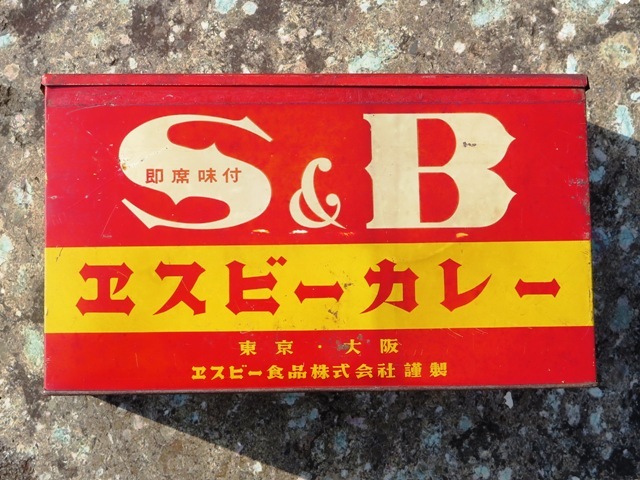 S&B
即席味付
ヱスビーカレー
東京・大阪
ヱスビー食品株式会社謹製